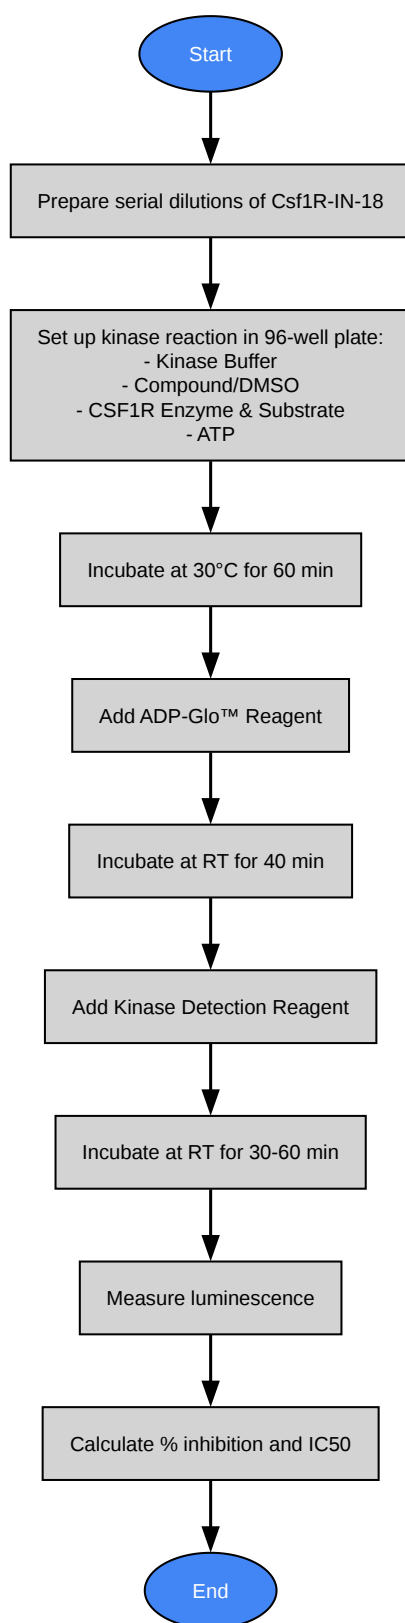 Start
Prepare serial dilutions of Csf1R-IN-18
Set up kinase reaction in 96-well plate:
- Kinase Buffer
- Compound/DMSO
- CSF1R Enzyme & Substrate
- ATP
Incubate at 30°C for 60 min
Add ADP-Glo™ Reagent
Incubate at RT for 40 min
Add Kinase Detection Reagent
Incubate at RT for 30-60 min
Measure luminescence
Calculate % inhibition and IC50
End